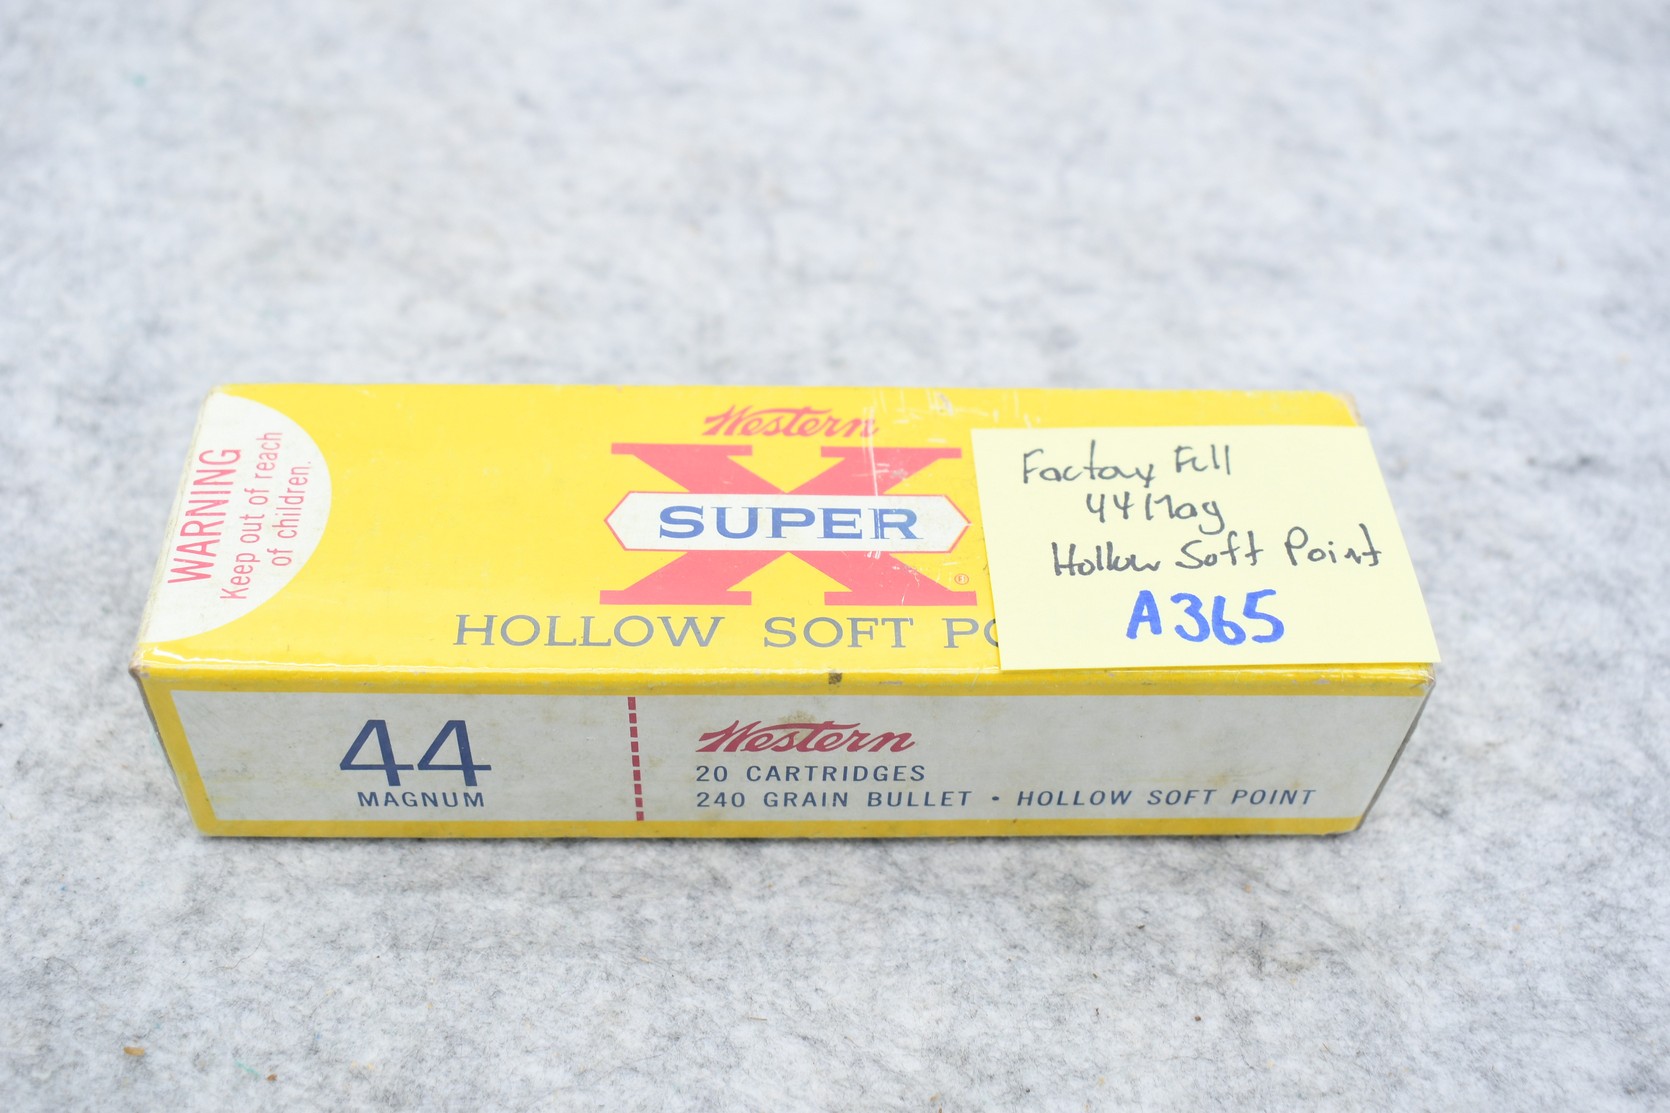 WARNING
Keep out of reach
of children.
Western
X
SUPER
®
HOLLOW SOFT PO
Factory Full
44 Mag
Hollow Soft Point
A365
44
MAGNUM
Western
20 CARTRIDGES
240 GRAIN BULLET • HOLLOW SOFT POINT